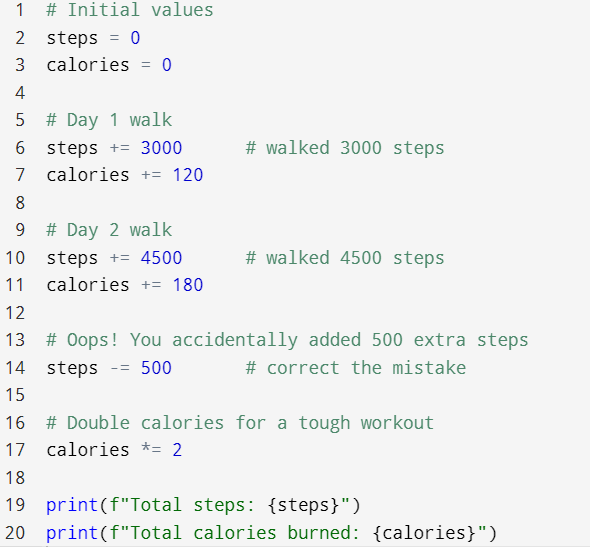 1 # Initial values
2 steps = 0
3 calories = 0
4
5 # Day 1 walk
6 steps += 3000      # walked 3000 steps
7 calories += 120
8
9 # Day 2 walk
10 steps += 4500      # walked 4500 steps
11 calories += 180
12
13 # Oops! You accidentally added 500 extra steps
14 steps -= 500       # correct the mistake
15
16 # Double calories for a tough workout
17 calories *= 2
18
19 print(f"Total steps: {steps}")
20 print(f"Total calories burned: {calories}")